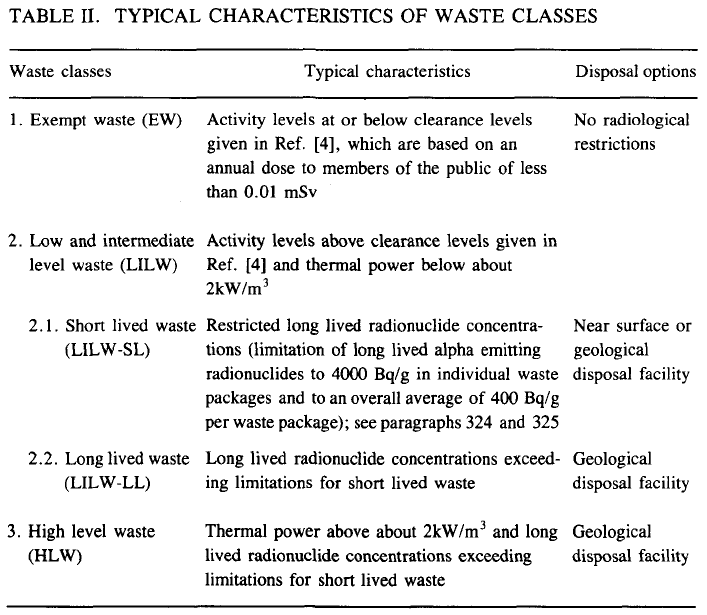 TABLE II. TYPICAL CHARACTERISTICS OF WASTE CLASSES
Waste classes Typical characteristics Disposal options
1. Exempt waste (EW) Activity levels at or below clearance levels No radiological
given in Ref. [4], which are based on an restrictions
annual dose to members of the public of less
than 0.01 mSv
2. Low and intermediate Activity levels above clearance levels given in
level waste (LILW) Ref. [4] and thermal power below about
2kW/m³
2.1. Short lived waste Restricted long lived radionuclide concentra- Near surface or
(LILW-SL) tions (limitation of long lived alpha emitting geological
radionuclides to 4000 Bq/g in individual waste disposal facility
packages and to an overall average of 400 Bq/g
per waste package); see paragraphs 324 and 325
2.2. Long lived waste Long lived radionuclide concentrations exceed- Geological
(LILW-LL) ing limitations for short lived waste disposal facility
3. High level waste Thermal power above about 2kW/m³ and long Geological
(HLW) lived radionuclide concentrations exceeding disposal facility
limitations for short lived waste